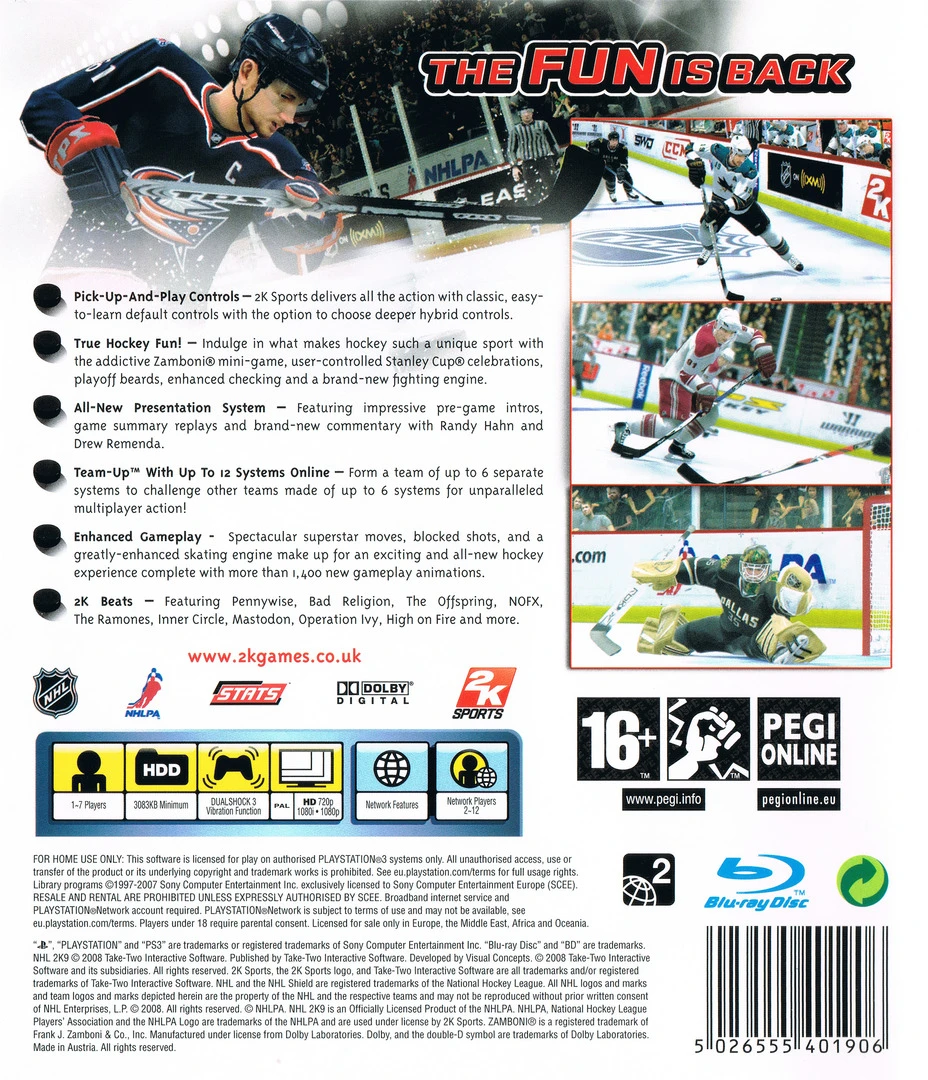 THE FUN IS BACK
61
C
TPS
NHLPA
EAS
ON ((XM))
SWD
CCM
NHL ON ((XM))
2K
Reebok
WARRIOR
.com
PA
DALLAS
35
Pick-Up-And-Play Controls – 2K Sports delivers all the action with classic, easy-
to-learn default controls with the option to choose deeper hybrid controls.
True Hockey Fun! – Indulge in what makes hockey such a unique sport with
the addictive Zamboni® mini-game, user-controlled Stanley Cup® celebrations,
playoff beards, enhanced checking and a brand-new fighting engine.
All-New Presentation System – Featuring impressive pre-game intros,
game summary replays and brand-new commentary with Randy Hahn and
Drew Remenda.
Team-Up™ With Up To 12 Systems Online – Form a team of up to 6 separate
systems to challenge other teams made of up to 6 systems for unparalleled
multiplayer action!
Enhanced Gameplay - Spectacular superstar moves, blocked shots, and a
greatly-enhanced skating engine make up for an exciting and all-new hockey
experience complete with more than 1,400 new gameplay animations.
2K Beats – Featuring Pennywise, Bad Religion, The Offspring, NOFX,
The Ramones, Inner Circle, Mastodon, Operation Ivy, High on Fire and more.
www.2kgames.co.uk
NHL
NHLPA
STATS
DOLBY®
DIGITAL
2K
SPORTS
16+™
™
PEGI
ONLINE
www.pegi.info
pegionline.eu
1-7 Players
HDD
3083KB Minimum
DUALSHOCK 3
Vibration Function
PAL
HD 720p
1080i • 1080p
Network Features
Network Players
2-12
FOR HOME USE ONLY: This software is licensed for play on authorised PLAYSTATION®3 systems only. All unauthorised access, use or
transfer of the product or its underlying copyright and trademark works is prohibited. See eu.playstation.com/terms for full usage rights.
Library programs ©1997-2007 Sony Computer Entertainment Inc. exclusively licensed to Sony Computer Entertainment Europe (SCEE).
RESALE AND RENTAL ARE PROHIBITED UNLESS EXPRESSLY AUTHORISED BY SCEE. Broadband internet service and
PLAYSTATION®Network account required. PLAYSTATION®Network is subject to terms of use and may not be available, see
eu.playstation.com/terms. Players under 18 require parental consent. Licensed for sale only in Europe, the Middle East, Africa and Oceania.
2
Blu-ray Disc™
"PS", "PLAYSTATION" and "PS3" are trademarks or registered trademarks of Sony Computer Entertainment Inc. "Blu-ray Disc" and "BD" are trademarks.
NHL 2K9 © 2008 Take-Two Interactive Software. Published by Take-Two Interactive Software. Developed by Visual Concepts. © 2008 Take-Two Interactive
Software and its subsidiaries. All rights reserved. 2K Sports, the 2K Sports logo, and Take-Two Interactive Software are all trademarks and/or registered
trademarks of Take-Two Interactive Software. NHL and the NHL Shield are registered trademarks of the National Hockey League. All NHL logos and marks
and team logos and marks depicted herein are the property of the NHL and the respective teams and may not be reproduced without prior written consent
of NHL Enterprises, L.P. © 2008. All rights reserved. © NHLPA. NHL 2K9 is an Officially Licensed Product of the NHLPA. NHLPA, National Hockey League
Players' Association and the NHLPA Logo are trademarks of the NHLPA and are used under license by 2K Sports. ZAMBONI® is a registered trademark of
Frank J. Zamboni & Co., Inc. Manufactured under license from Dolby Laboratories. Dolby, and the double-D symbol are trademarks of Dolby Laboratories.
Made in Austria. All rights reserved.
5 026555 401906